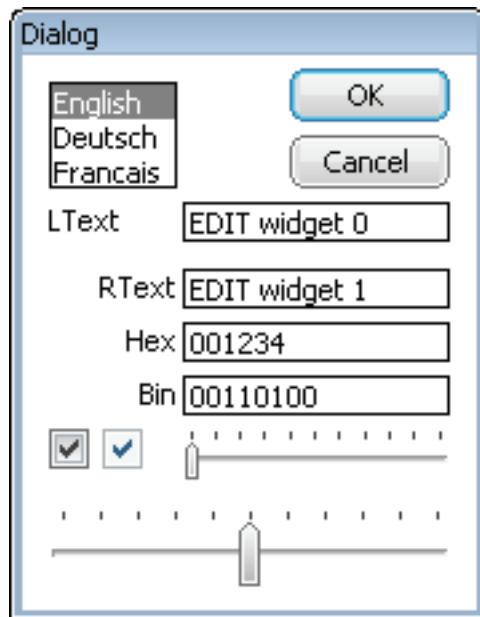 Dialog
English
Deutsch
Francais
OK
Cancel
LText
EDIT widget 0
RText
EDIT widget 1
Hex
001234
Bin
00110100